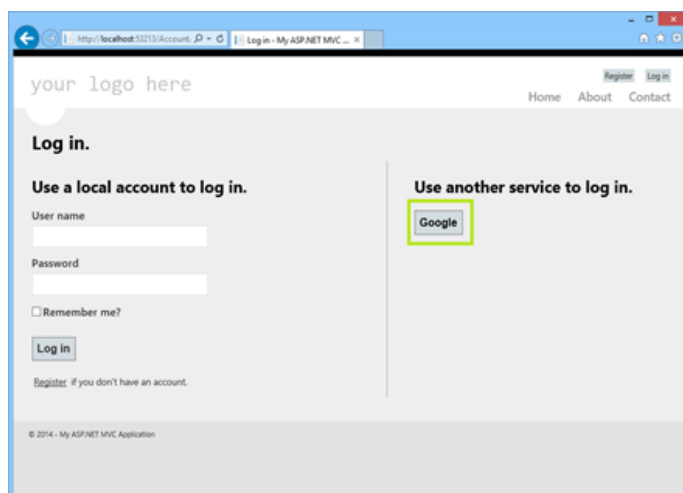 http://localhost:53213/Account
Log in - My ASP.NET MVC ...
your logo here
Register Log in
Home About Contact
Log in.
Use a local account to log in.
User name
Password
Remember me?
Log in
Register if you don't have an account.
Use another service to log in.
Google
© 2014 - My ASP.NET MVC Application